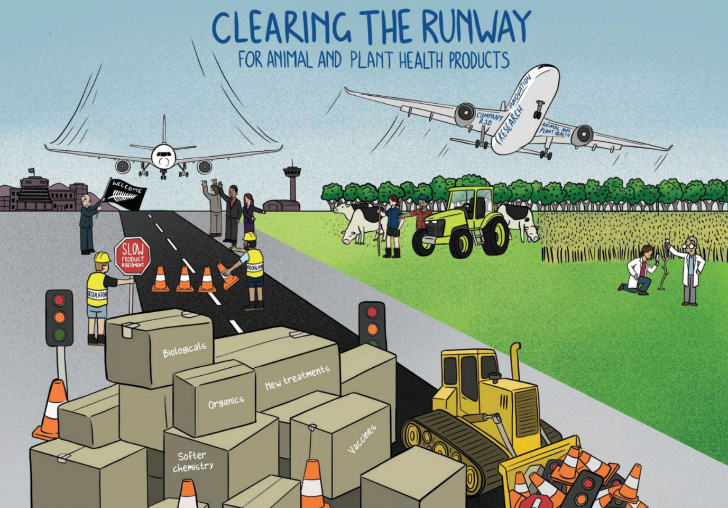 CLEARING THE RUNWAY
FOR ANIMAL AND PLANT HEALTH PRODUCTS
COMPANY
R&D
INNOVATION
RESEARCH
ANIMAL AND
PLANT HEALTH
WELCOME
SLOW
PRODUCT
REGULATOR
REGULATOR
Biologicals
New treatments
Organics
Vaccines
Softer
chemistry